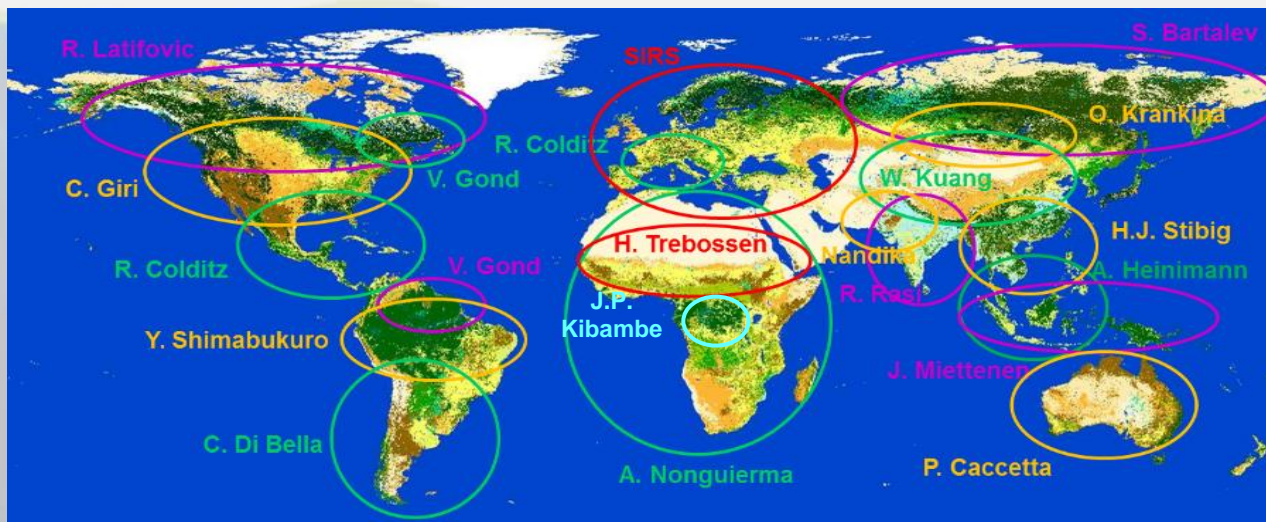 R. Latifovic
SIRS
S. Bartalev
O. Krankina
R. Colditz
C. Giri
V. Gond
W. Kuang
R. Colditz
V. Gond
H. Trebossen
Nandika
H.J. Stibig
R. Rasi
A. Heinimann
J.P.
Kibambe
Y. Shimabukuro
J. Miettenen
C. Di Bella
A. Nonguierma
P. Caccetta